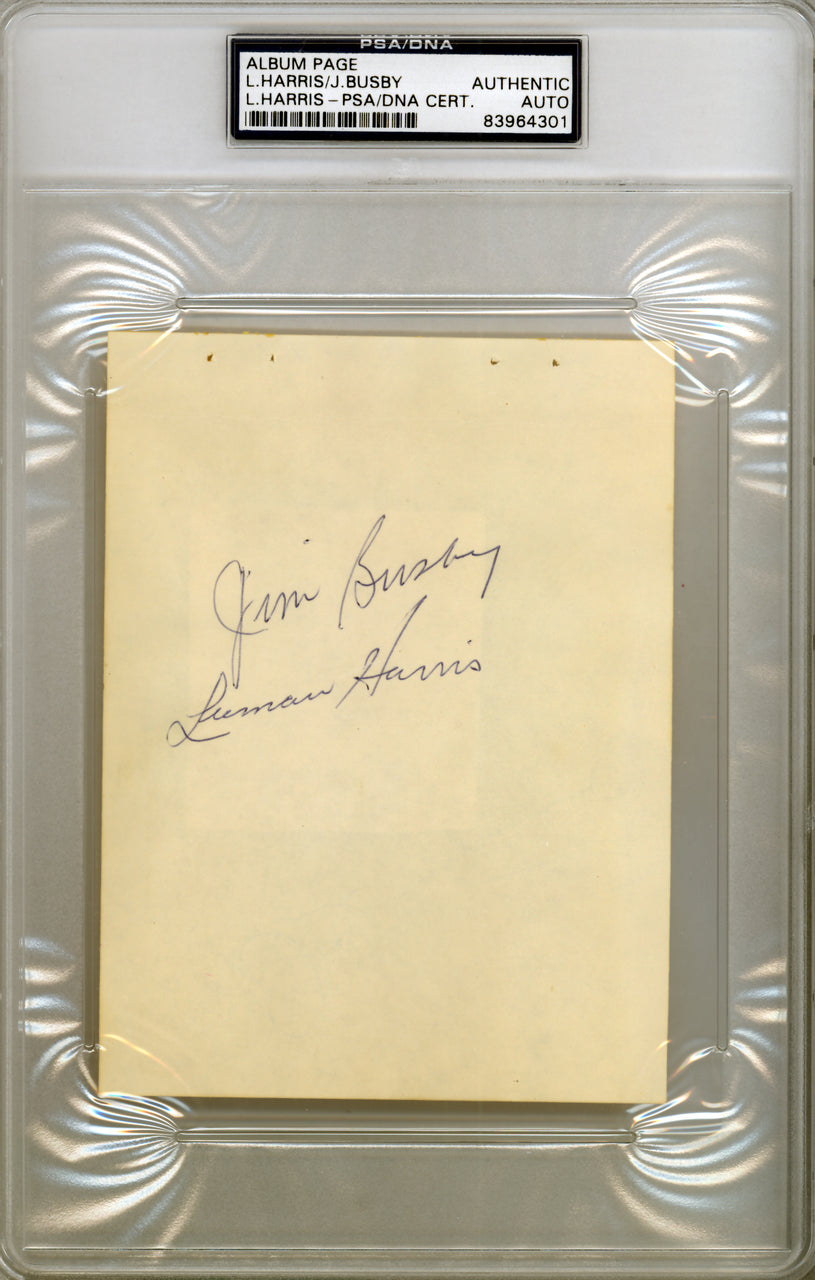 PSA/DNA
ALBUM PAGE
L.HARRIS/J.BUSBY AUTHENTIC
L.HARRIS-PSA/DNA CERT. AUTO
83964301
Jim Busby
Luman Harris